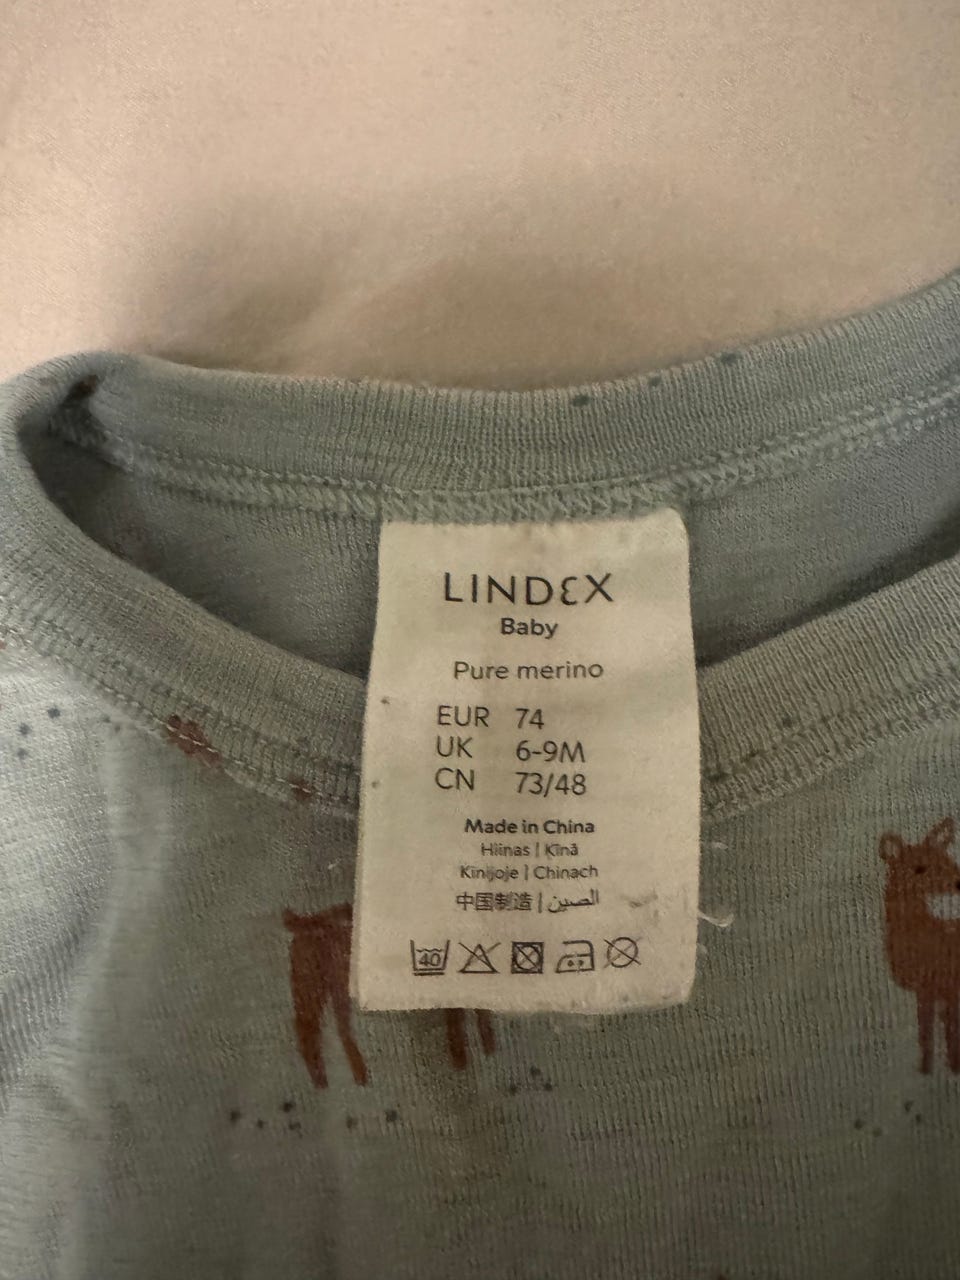 LINDEX
Baby
Pure merino
EUR 74
UK 6-9M
CN 73/48
Made in China
Hiinas | Ķīnā
Kinijoje | Chinach
中国制造 | الصين
40